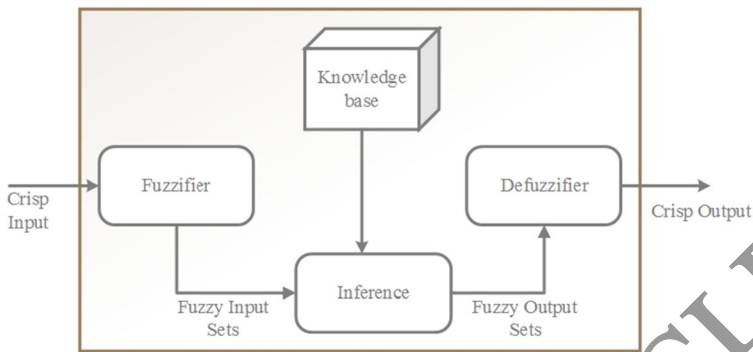 Knowledge
base
Fuzzifier
Defuzzifier
Crisp
Input
Crisp Output
Inference
Fuzzy Input
Sets
Fuzzy Output
Sets